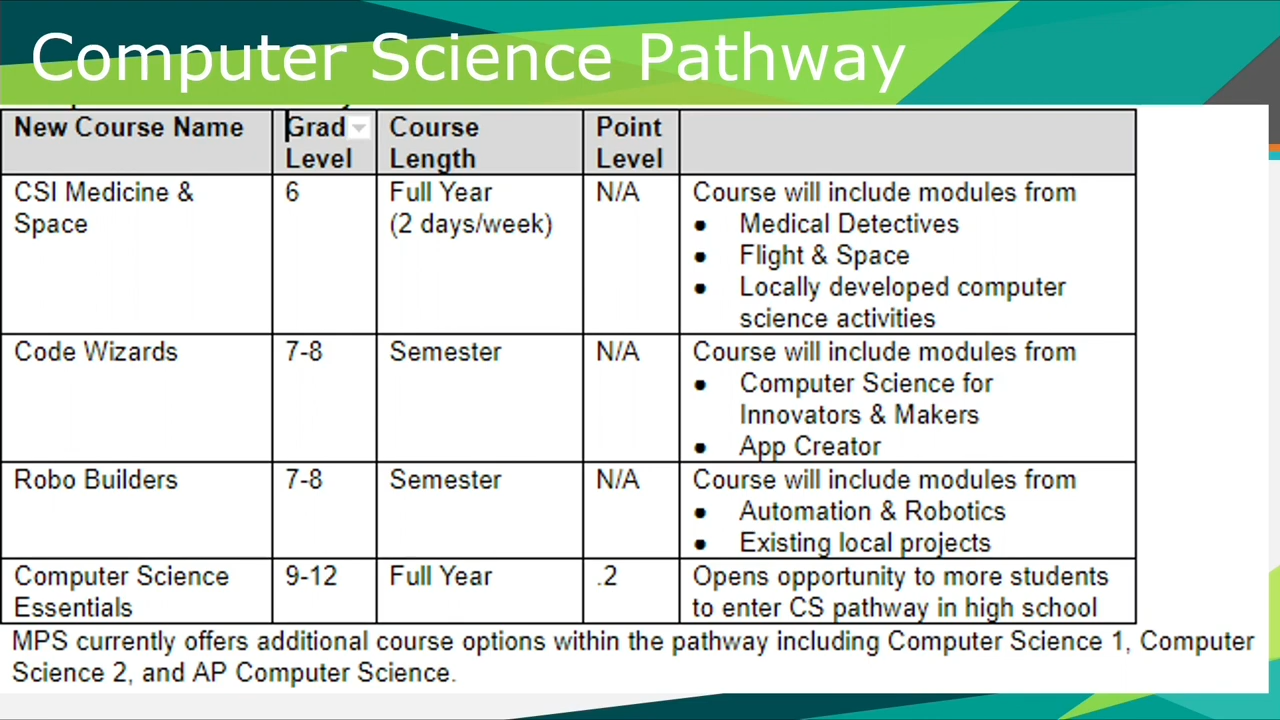 Computer Science Pathway
New Course Name
Grad
Level
Course
Length
Point
Level
CSI Medicine &
Space
6
Full Year
(2 days/week)
N/A
Course will include modules from
● Medical Detectives
● Flight & Space
● Locally developed computer
science activities
Code Wizards
7-8
Semester
N/A
Course will include modules from
● Computer Science for
Innovators & Makers
● App Creator
Robo Builders
7-8
Semester
N/A
Course will include modules from
● Automation & Robotics
● Existing local projects
Computer Science
Essentials
9-12
Full Year
.2
Opens opportunity to more students
to enter CS pathway in high school
MPS currently offers additional course options within the pathway including Computer Science 1, Computer
Science 2, and AP Computer Science.